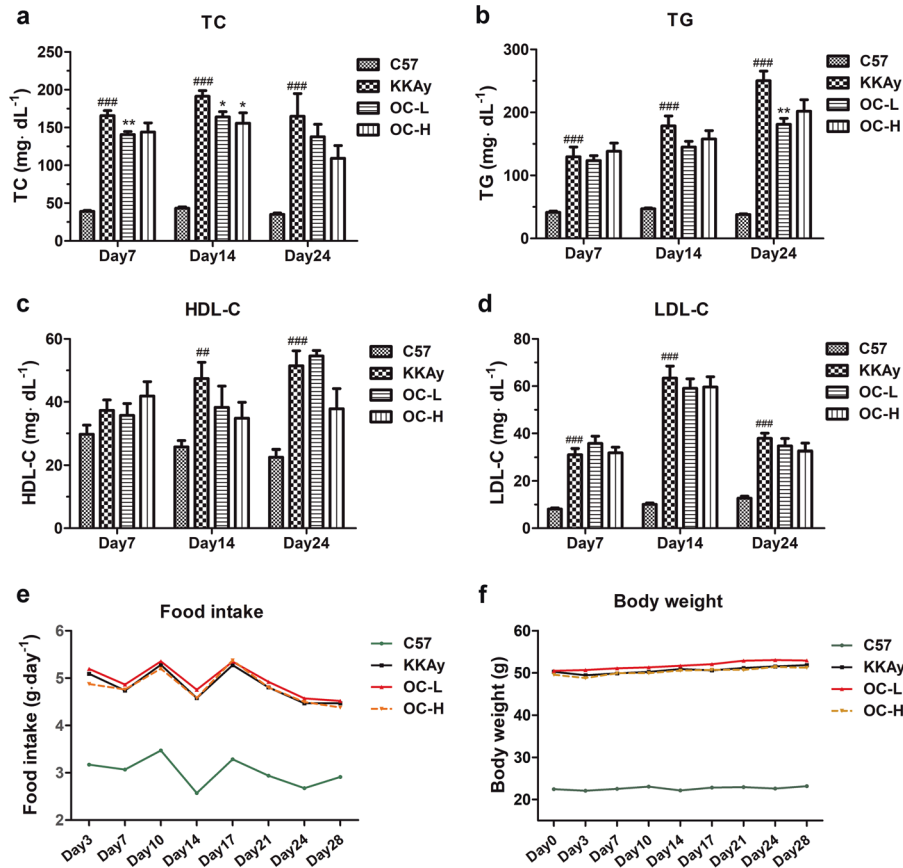 a TC
TC (mg· dL⁻¹)
250
200
150
100
50
0
### ** ### * * ###
Day7 Day14 Day24
C57
KKAy
OC-L
OC-H
b TG
TG (mg· dL⁻¹)
300
200
100
0
### ### ### **
Day7 Day14 Day24
C57
KKAy
OC-L
OC-H
c HDL-C
HDL-C (mg· dL⁻¹)
60
40
20
0
## ###
Day7 Day14 Day24
C57
KKAy
OC-L
OC-H
d LDL-C
LDL-C (mg· dL⁻¹)
80
60
40
20
0
### ### ###
Day7 Day14 Day24
C57
KKAy
OC-L
OC-H
e Food intake
Food intake (g·day⁻¹)
6
5
4
3
2
Day3 Day7 Day10 Day14 Day17 Day21 Day24 Day28
C57
KKAy
OC-L
OC-H
f Body weight
Body weight (g)
60
50
40
30
20
Day0 Day3 Day7 Day10 Day14 Day17 Day21 Day24 Day28
C57
KKAy
OC-L
OC-H